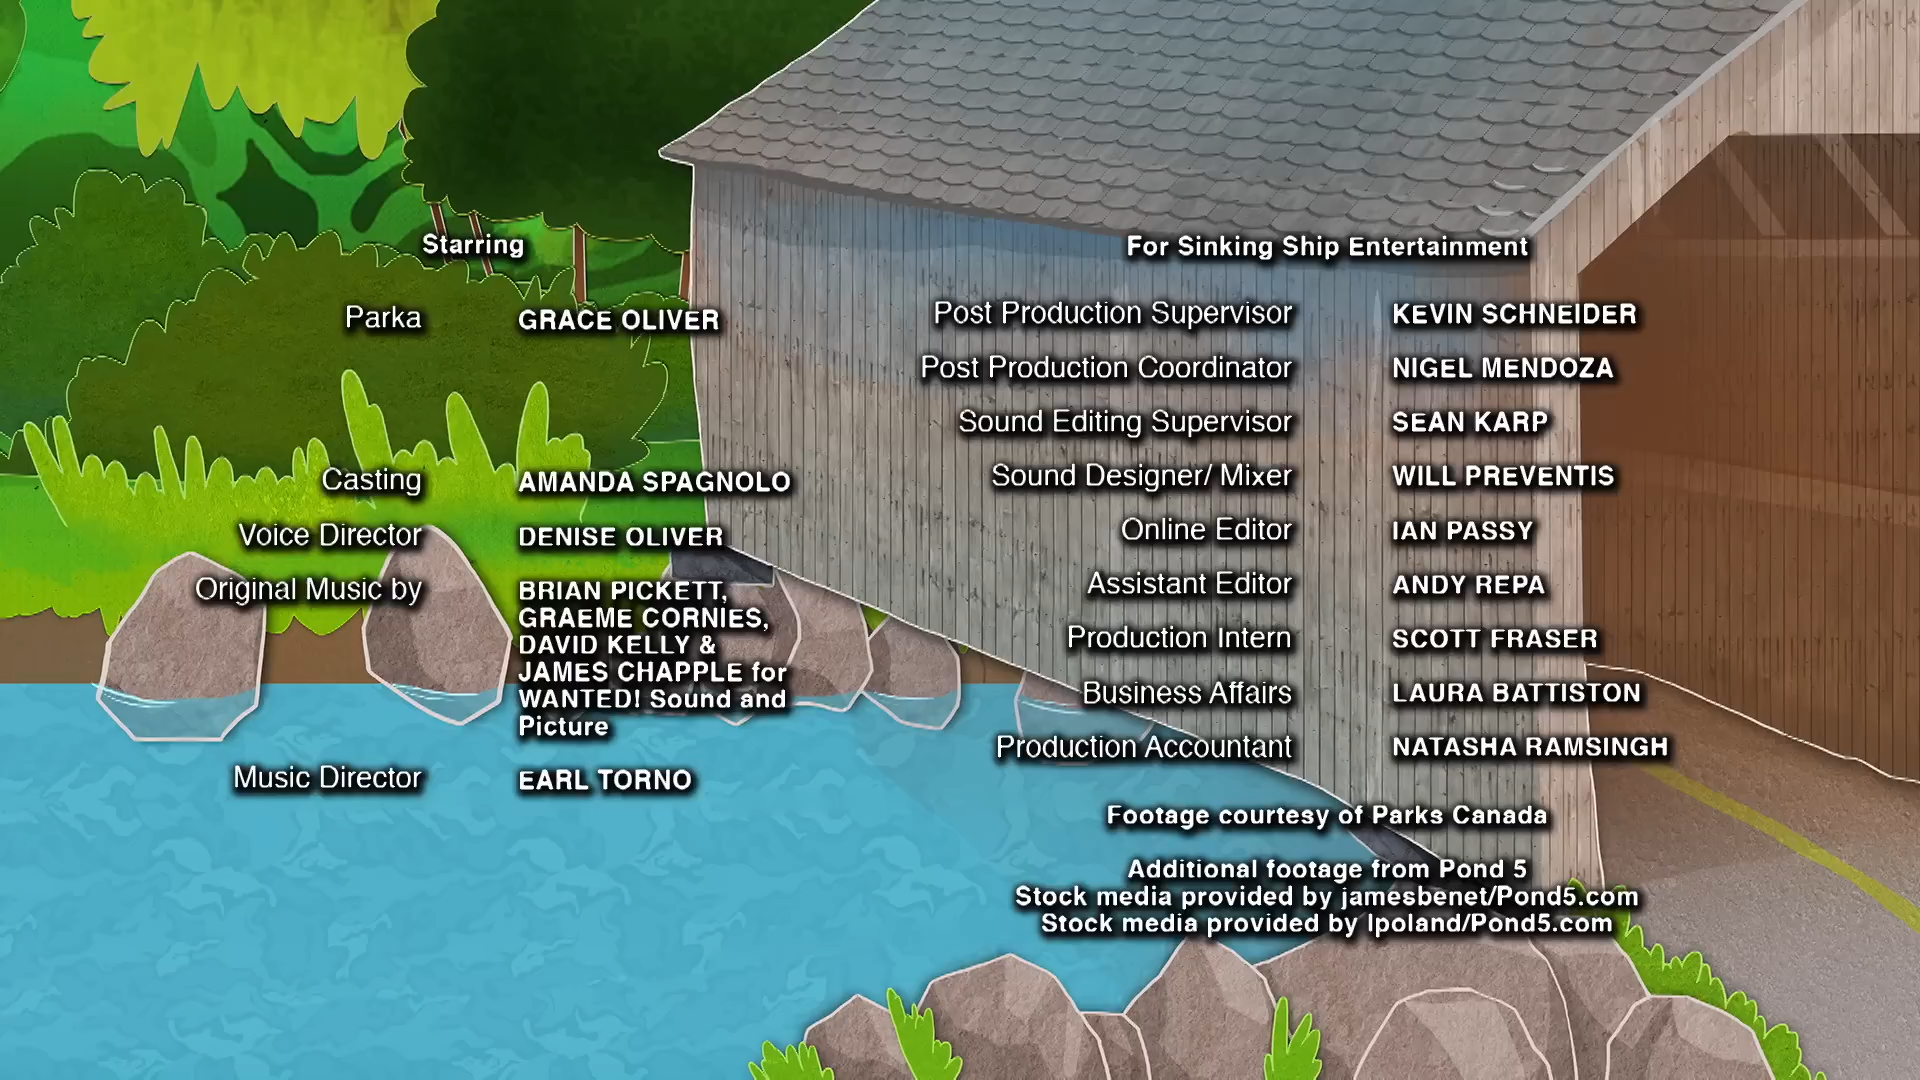 Starring
Parka GRACE OLIVER
Casting AMANDA SPAGNOLO
Voice Director DENISE OLIVER
Original Music by BRIAN PICKETT,
GRAEME CORNIES,
DAVID KELLY &
JAMES CHAPPLE for
WANTED! Sound and
Picture
Music Director EARL TORNO
For Sinking Ship Entertainment
Post Production Supervisor KEVIN SCHNEIDER
Post Production Coordinator NIGEL MENDOZA
Sound Editing Supervisor SEAN KARP
Sound Designer/ Mixer WILL PREVENTIS
Online Editor IAN PASSY
Assistant Editor ANDY REPA
Production Intern SCOTT FRASER
Business Affairs LAURA BATTISTON
Production Accountant NATASHA RAMSINGH
Footage courtesy of Parks Canada
Additional footage from Pond 5
Stock media provided by jamesbenet/Pond5.com
Stock media provided by lpoland/Pond5.com